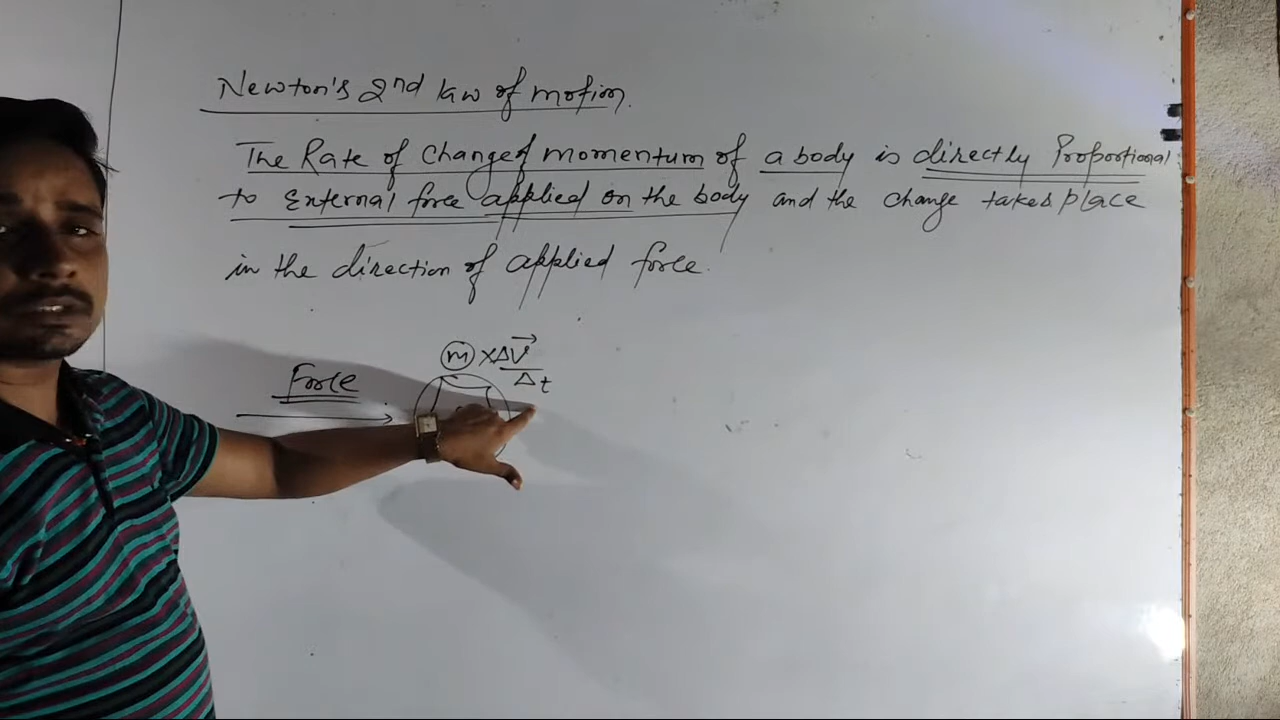 Newton's 2nd law of motion.
The Rate of change of momentum of a body is directly Proportional
to External force applied on the body and the change takes place
in the direction of applied force.
Force
m × Δv⃗
Δt